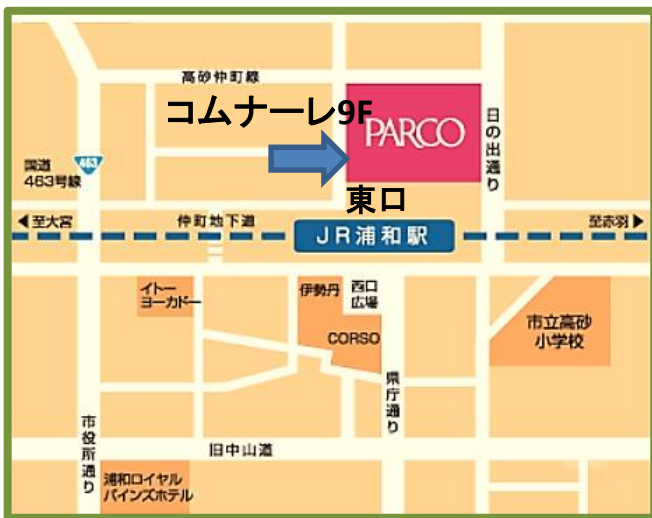 高砂仲町線
コムナーレ9F
PARCO
日の出通り
国道
463号線
463
東口
至大宮
仲町地下道
JR浦和駅
至赤羽
イトー
ヨーカドー
伊勢丹
西口
広場
CORSO
市立高砂
小学校
県庁通り
市役所通り
旧中山道
浦和ロイヤル
パインズホテル